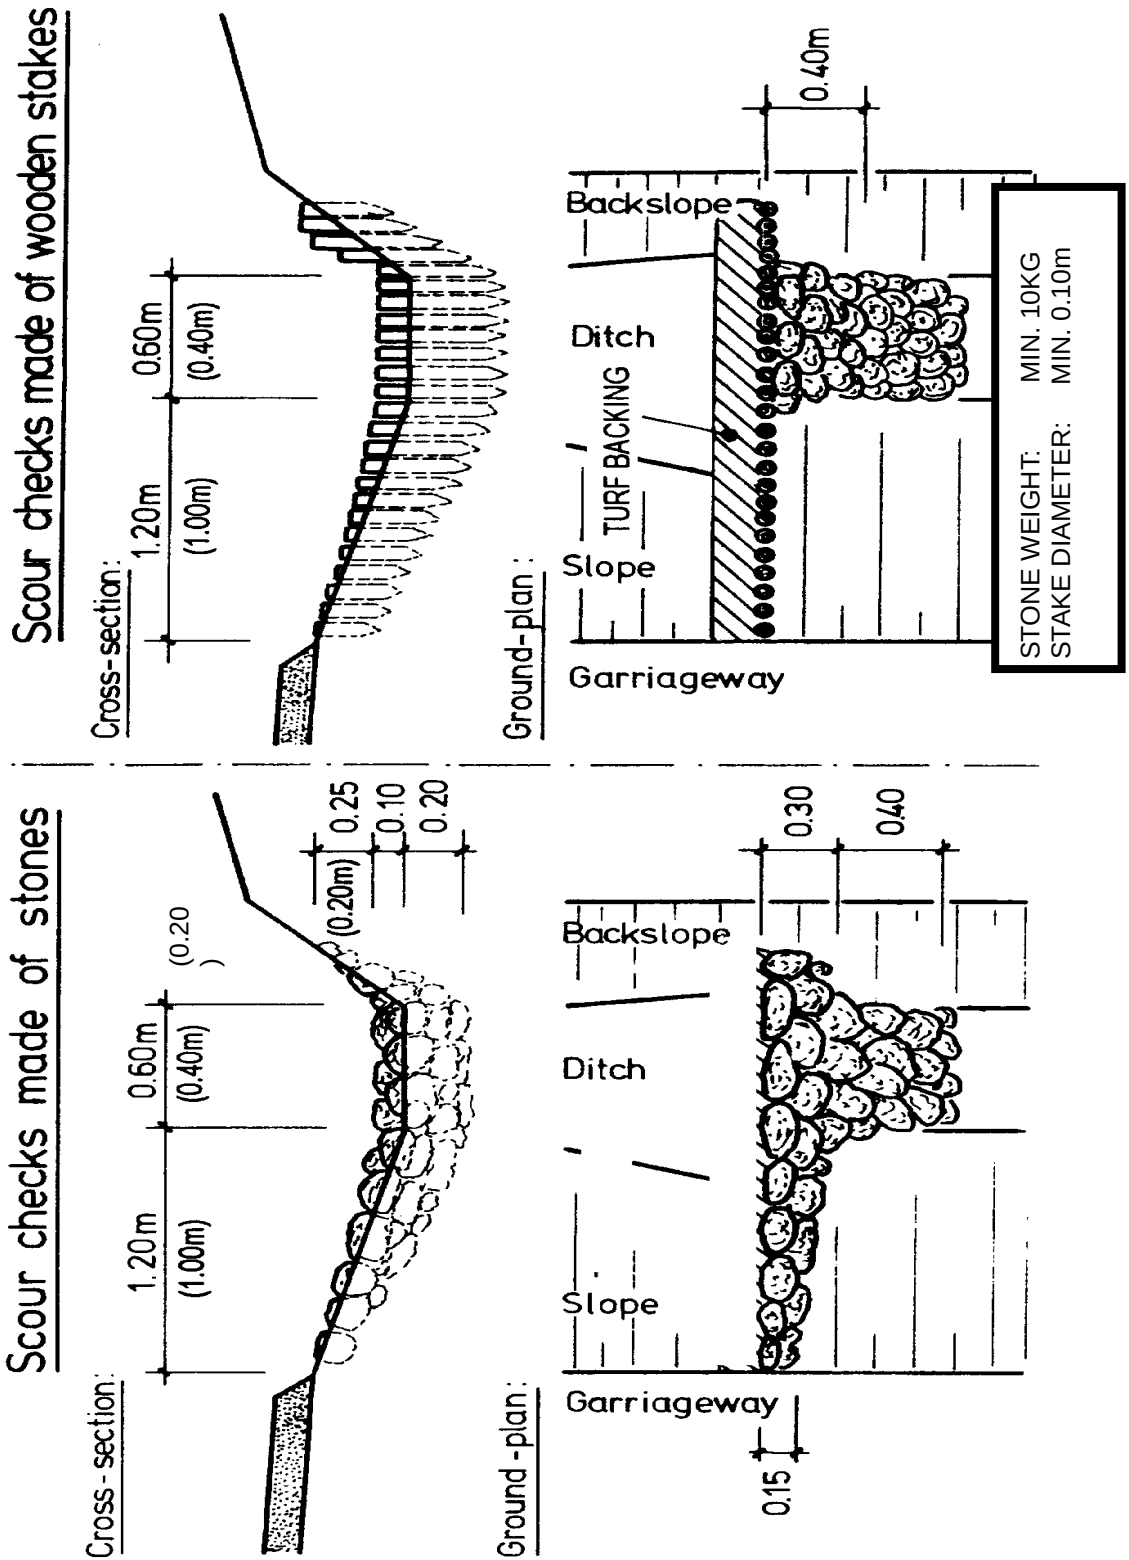 Scour checks made of stones
Cross-section:
1.20m
(1.00m)
0.60m
(0.40m)
(0.20
)
0.25
(0.20m)
0.10
0.20
Ground-plan:
Garriageway
Slope
Ditch
Backslope
0.15
0.30
0.40
Scour checks made of wooden stakes
Cross-section:
1.20m
(1.00m)
0.60m
(0.40m)
Ground-plan:
Garriageway
Slope
TURF BACKING
Ditch
Backslope
0.40m
STONE WEIGHT: MIN. 10KG
STAKE DIAMETER: MIN. 0.10m